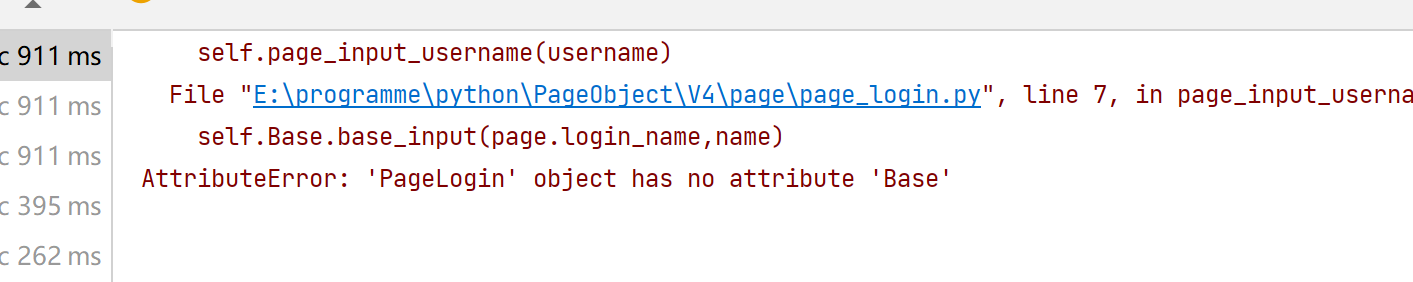 c 911 ms
self.page_input_username(username)
c 911 ms
File "E:\programme\python\PageObject\V4\page\page_login.py", line 7, in page_input_userna
c 911 ms
self.Base.base_input(page.login_name,name)
AttributeError: 'PageLogin' object has no attribute 'Base'
c 395 ms
c 262 ms